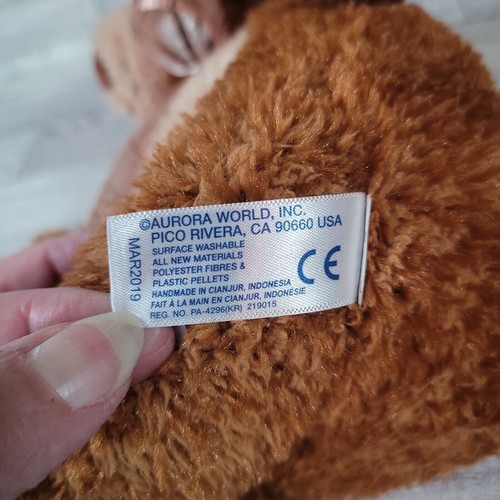 ©AURORA WORLD, INC.
PICO RIVERA, CA 90660 USA
SURFACE WASHABLE
ALL NEW MATERIALS
POLYESTER FIBRES &
PLASTIC PELLETS
HANDMADE IN CIANJUR, INDONESIA
FAIT À LA MAIN EN CIANJUR, INDONÉSIE
REG. NO. PA-4296(KR) 219015
CE
MAR2019